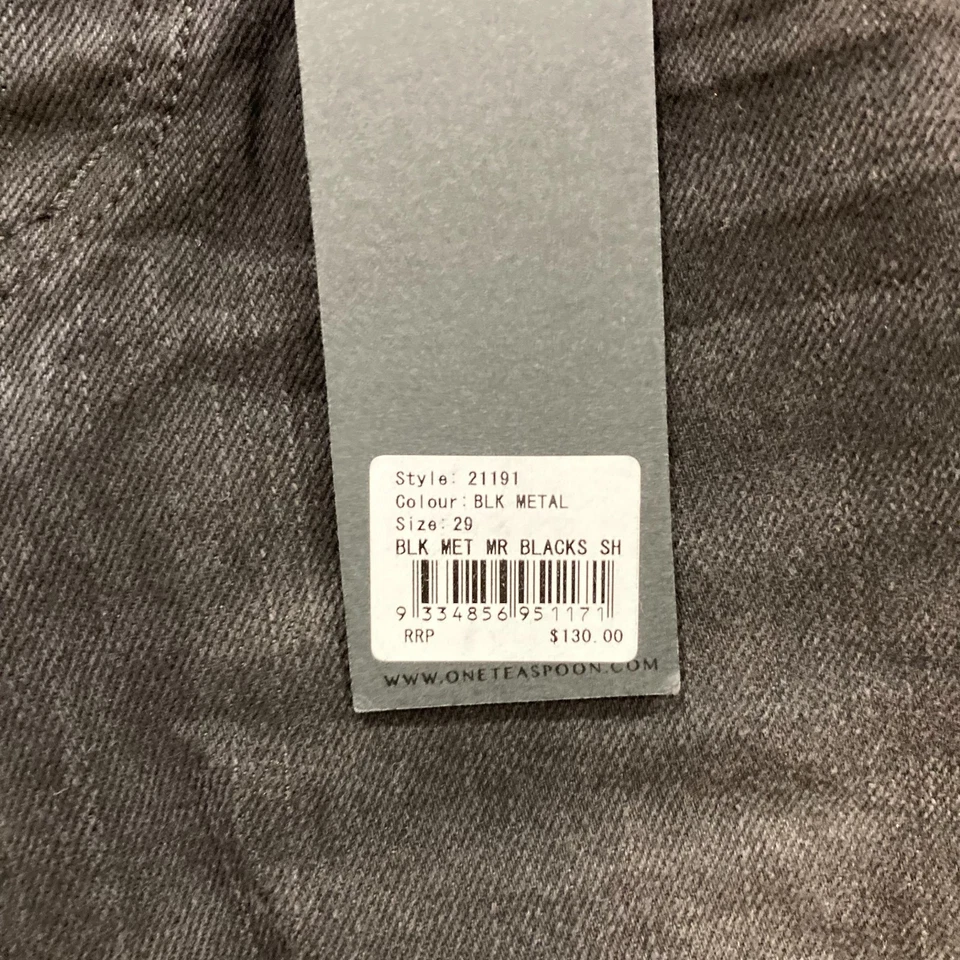 Style: 21191
Colour: BLK METAL
Size: 29
BLK MET MR BLACKS SH
9 334856 951171
RRP $130.00
WWW.ONETEASPOON.COM